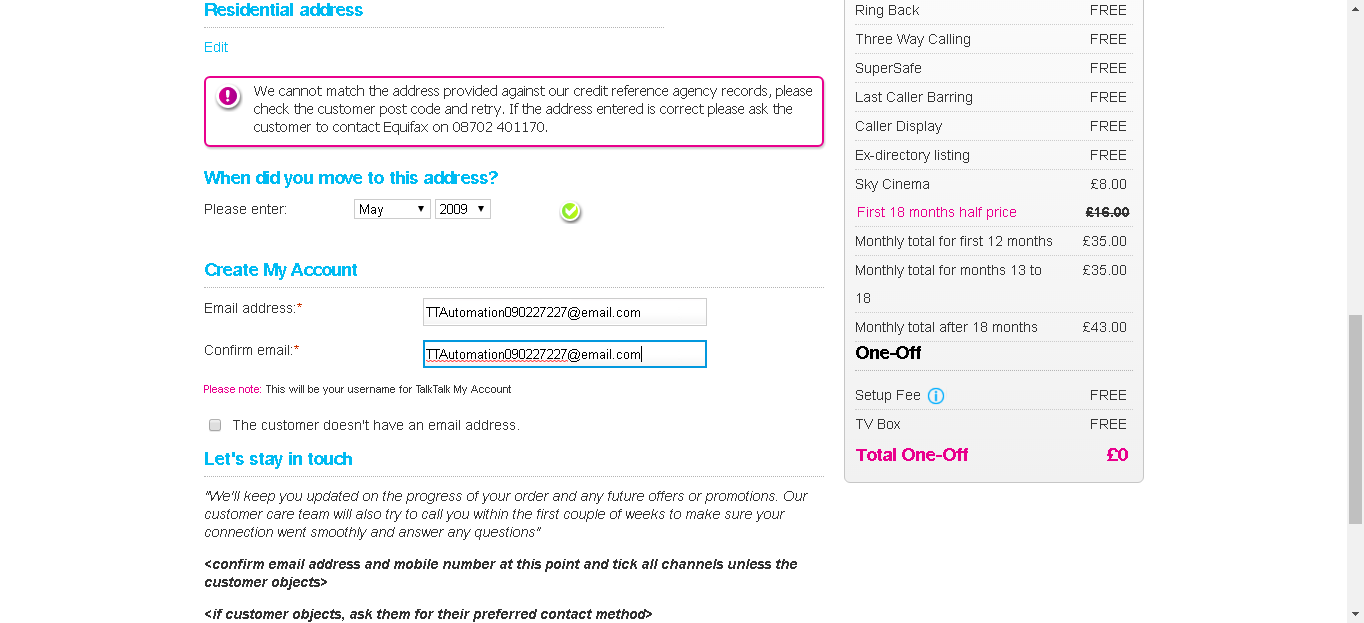 Residential address
Edit
We cannot match the address provided against our credit reference agency records, please
check the customer post code and retry. If the address entered is correct please ask the
customer to contact Equifax on 08702 401170.
When did you move to this address?
Please enter: May 2009
Create My Account
Email address:* TTAutomation090227227@email.com
Confirm email:* TTAutomation090227227@email.com
Please note: This will be your username for TalkTalk My Account
The customer doesn't have an email address.
Let's stay in touch
"We'll keep you updated on the progress of your order and any future offers or promotions. Our
customer care team will also try to call you within the first couple of weeks to make sure your
connection went smoothly and answer any questions"
<confirm email address and mobile number at this point and tick all channels unless the
customer objects>
<if customer objects, ask them for their preferred contact method>
Ring Back FREE
Three Way Calling FREE
SuperSafe FREE
Last Caller Barring FREE
Caller Display FREE
Ex-directory listing FREE
Sky Cinema £8.00
First 18 months half price £16.00
Monthly total for first 12 months £35.00
Monthly total for months 13 to £35.00
18
Monthly total after 18 months £43.00
One-Off
Setup Fee FREE
TV Box FREE
Total One-Off £0